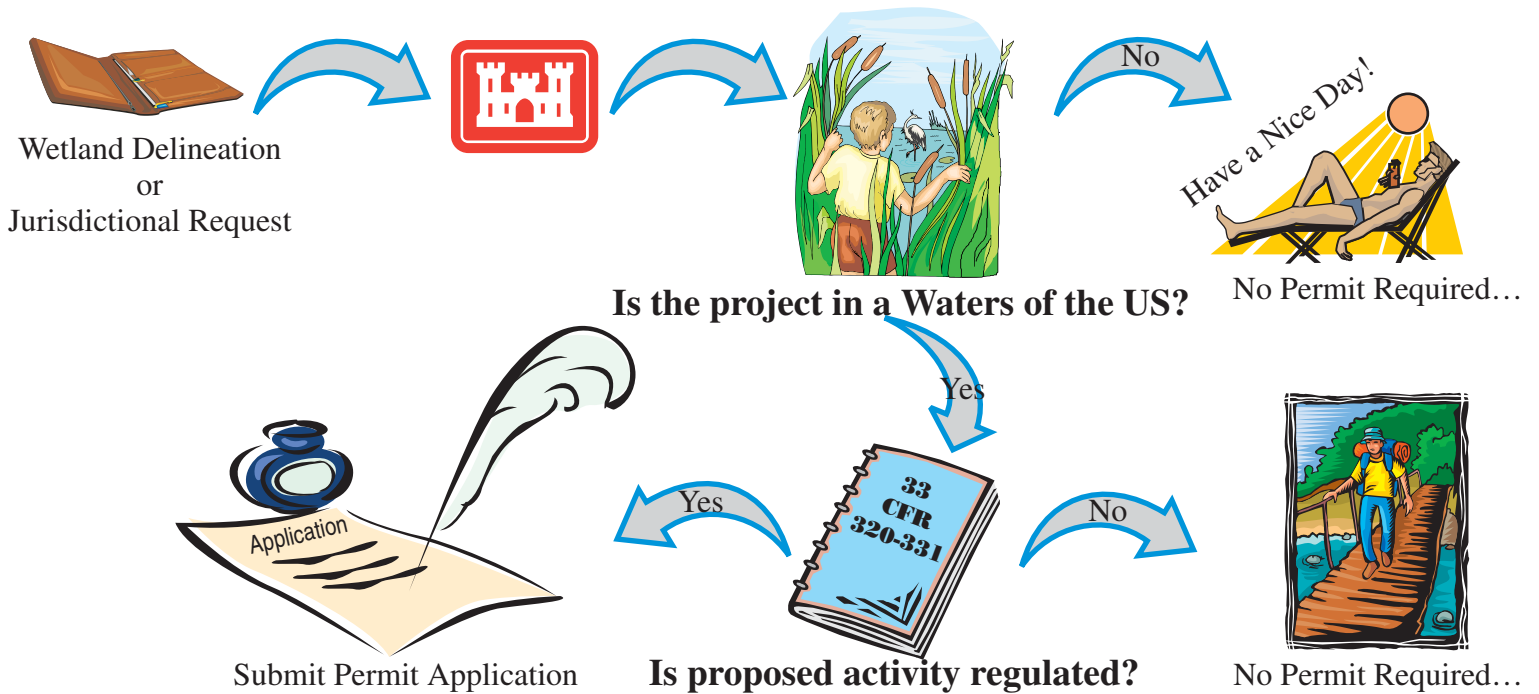 Wetland Delineation
or
Jurisdictional Request
No
Have a Nice Day!
No Permit Required…
Is the project in a Waters of the US?
Yes
33
CFR
320-331
Yes
No
Application
Submit Permit Application
Is proposed activity regulated?
No Permit Required…